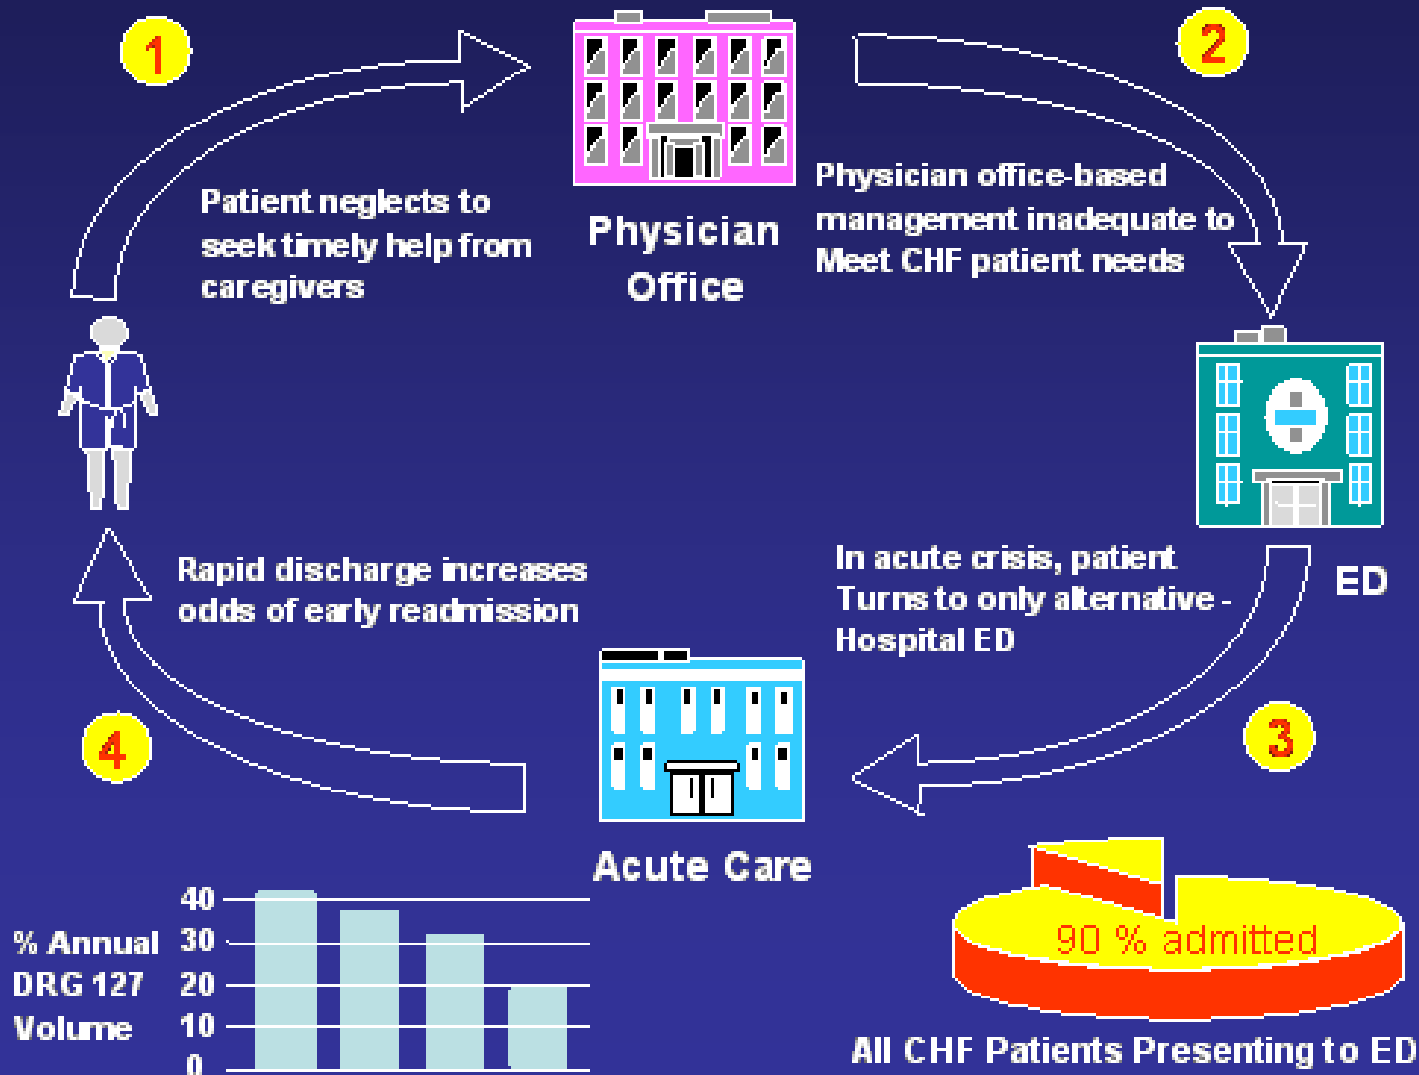 1
2
Patient neglects to
seek timely help from
caregivers
Physician
Office
Physician office-based
management inadequate to
Meet CHF patient needs
Rapid discharge increases
odds of early readmission
In acute crisis, patient
Turns to only alternative -
Hospital ED
ED
4
3
Acute Care
% Annual
DRG 127
Volume
40
30
20
10
0
90 % admitted
All CHF Patients Presenting to ED